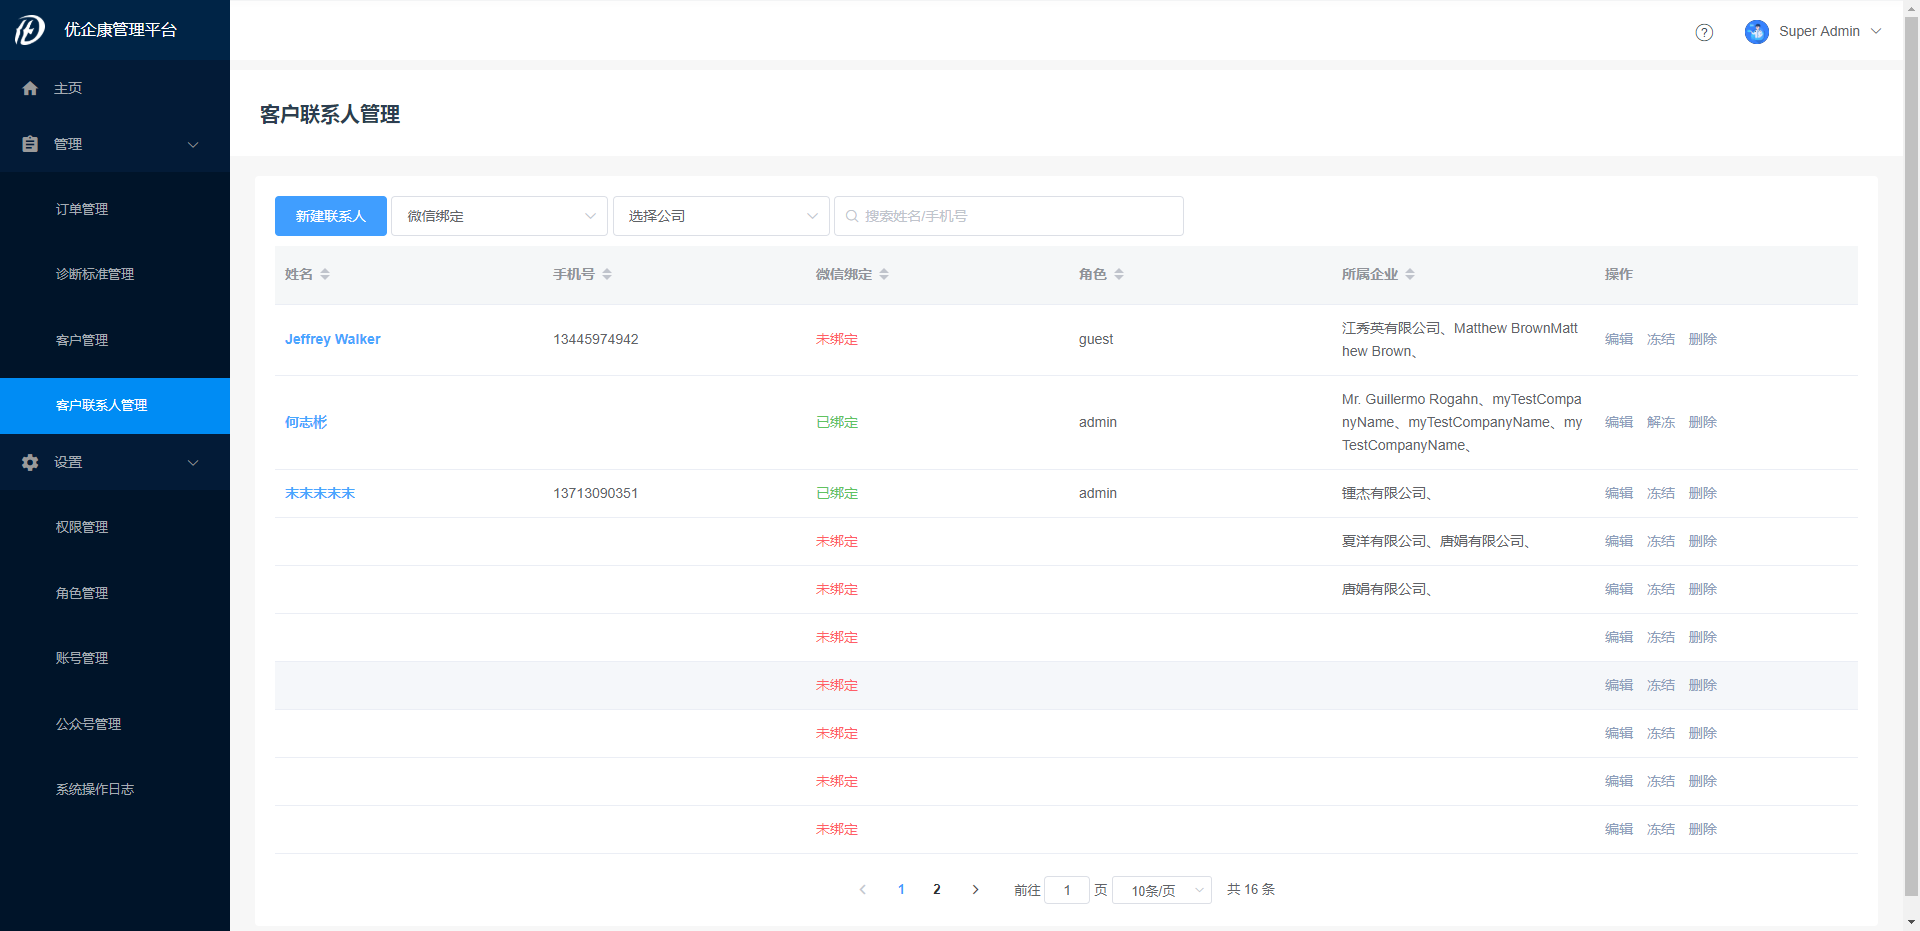 优企康管理平台
Super Admin
主页
管理
订单管理
诊断标准管理
客户管理
客户联系人管理
设置
权限管理
角色管理
账号管理
公众号管理
系统操作日志
客户联系人管理
新建联系人 微信绑定 选择公司 搜索姓名/手机号
姓名 手机号 微信绑定 角色 所属企业 操作
Jeffrey Walker 13445974942 未绑定 guest 江秀英有限公司、Matthew BrownMatt
hew Brown、 编辑 冻结 删除
何志彬 已绑定 admin Mr. Guillermo Rogahn、myTestCompa
nyName、myTestCompanyName、my
TestCompanyName、 编辑 解冻 删除
末末末末末 13713090351 已绑定 admin 锺杰有限公司、 编辑 冻结 删除
未绑定 夏洋有限公司、唐娟有限公司、 编辑 冻结 删除
未绑定 唐娟有限公司、 编辑 冻结 删除
未绑定 编辑 冻结 删除
未绑定 编辑 冻结 删除
未绑定 编辑 冻结 删除
未绑定 编辑 冻结 删除
未绑定 编辑 冻结 删除
1 2 前往 1 页 10条/页 共 16 条